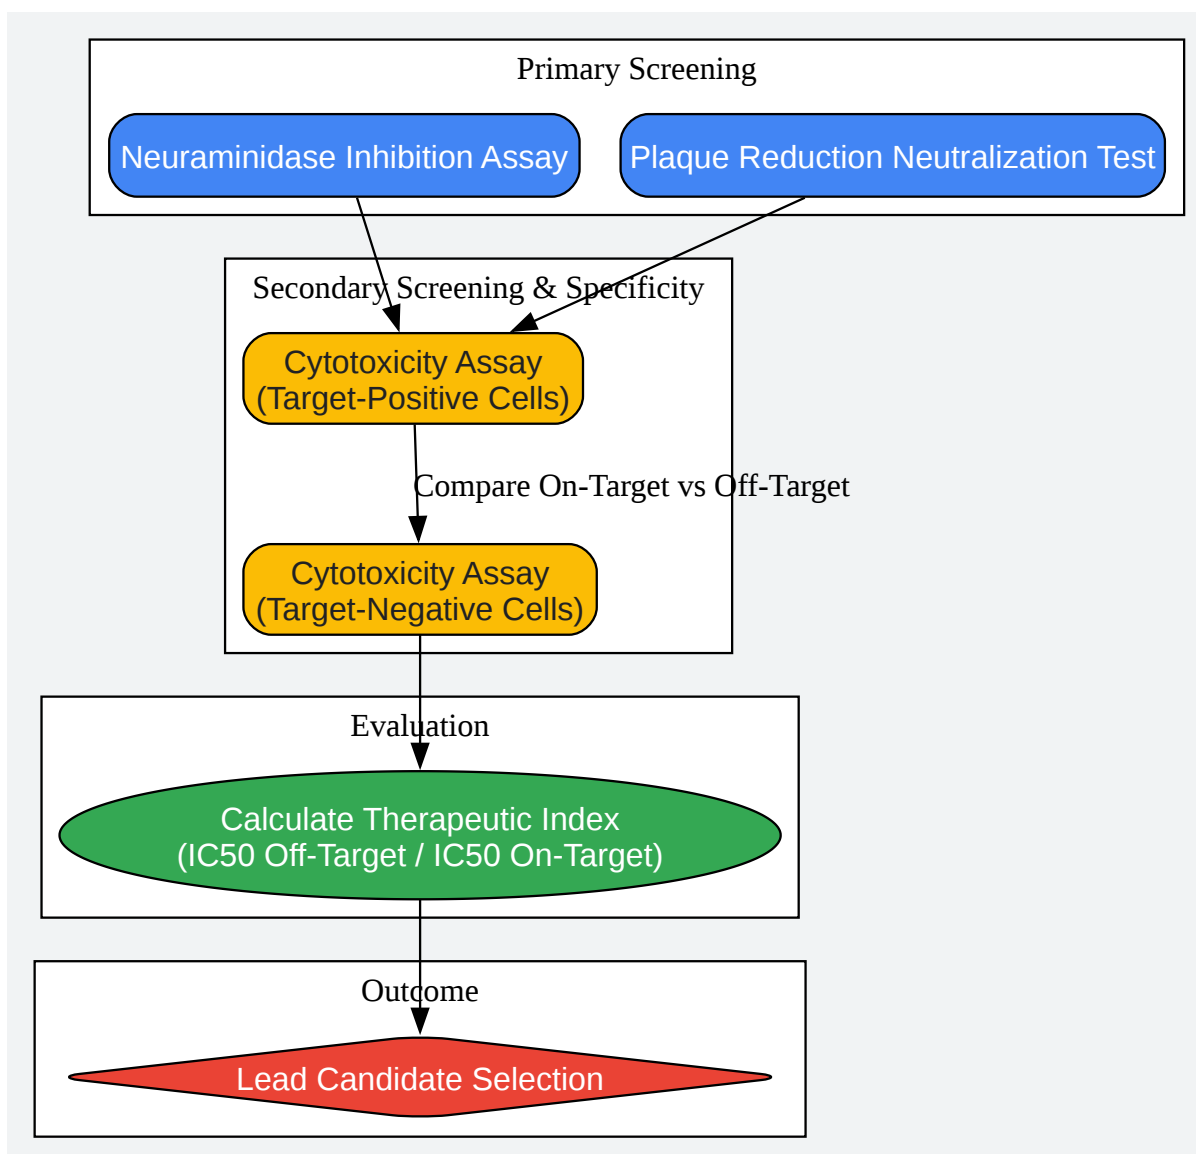 Primary Screening
Neuraminidase Inhibition Assay
Plaque Reduction Neutralization Test
Secondary Screening & Specificity
Cytotoxicity Assay
(Target-Positive Cells)
Compare On-Target vs Off-Target
Cytotoxicity Assay
(Target-Negative Cells)
Evaluation
Calculate Therapeutic Index
(IC50 Off-Target / IC50 On-Target)
Outcome
Lead Candidate Selection